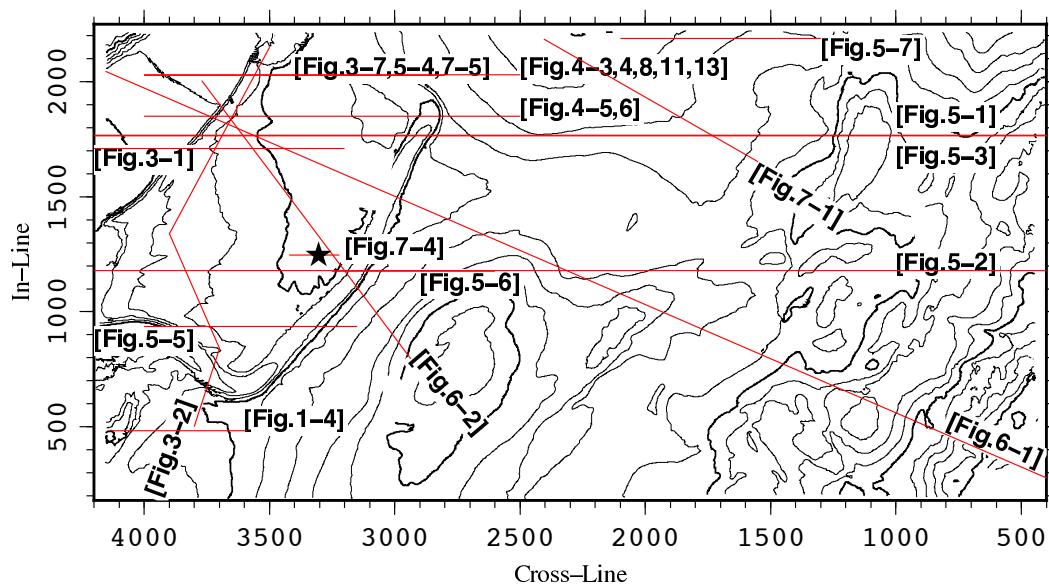 [Fig.5–7]
[Fig.3–7,5–4,7–5]
[Fig.4–3,4,8,11,13]
[Fig.4–5,6]
[Fig.5–1]
[Fig.3–1]
[Fig.5–3]
[Fig.7–1]
[Fig.7–4]
[Fig.5–2]
[Fig.5–6]
[Fig.5–5]
[Fig.6–2]
[Fig.3–2]
[Fig.1–4]
[Fig.6–1]
2000
1500
1000
500
In–Line
4000 3500 3000 2500 2000 1500 1000 500
Cross–Line